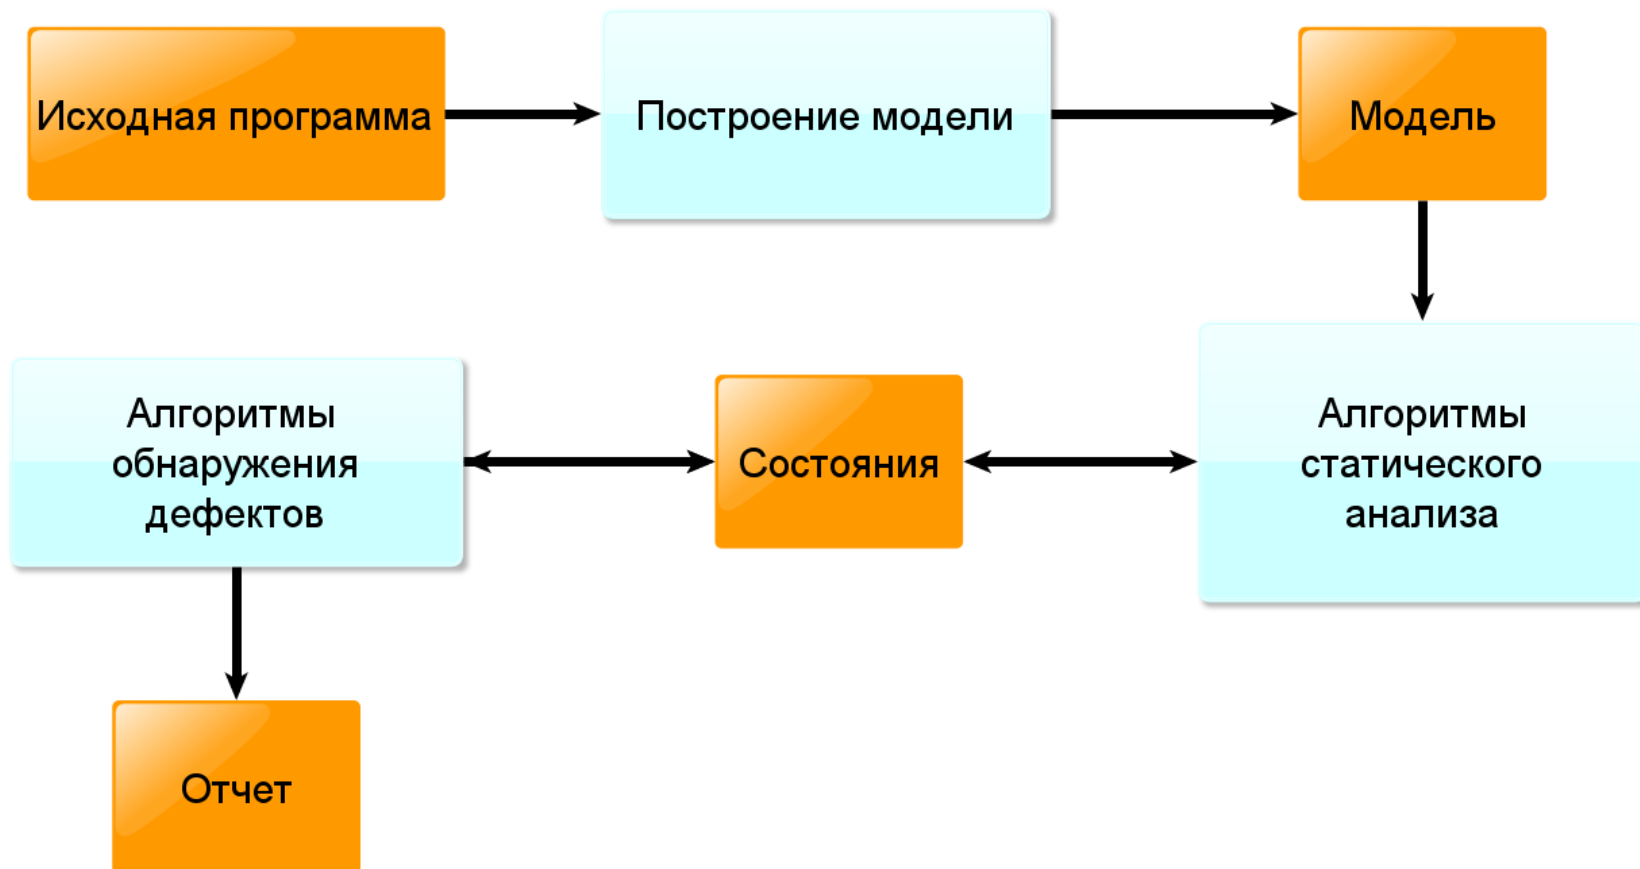 Исходная программа
Построение модели
Модель
Алгоритмы
обнаружения
дефектов
Состояния
Алгоритмы
статического
анализа
Отчет